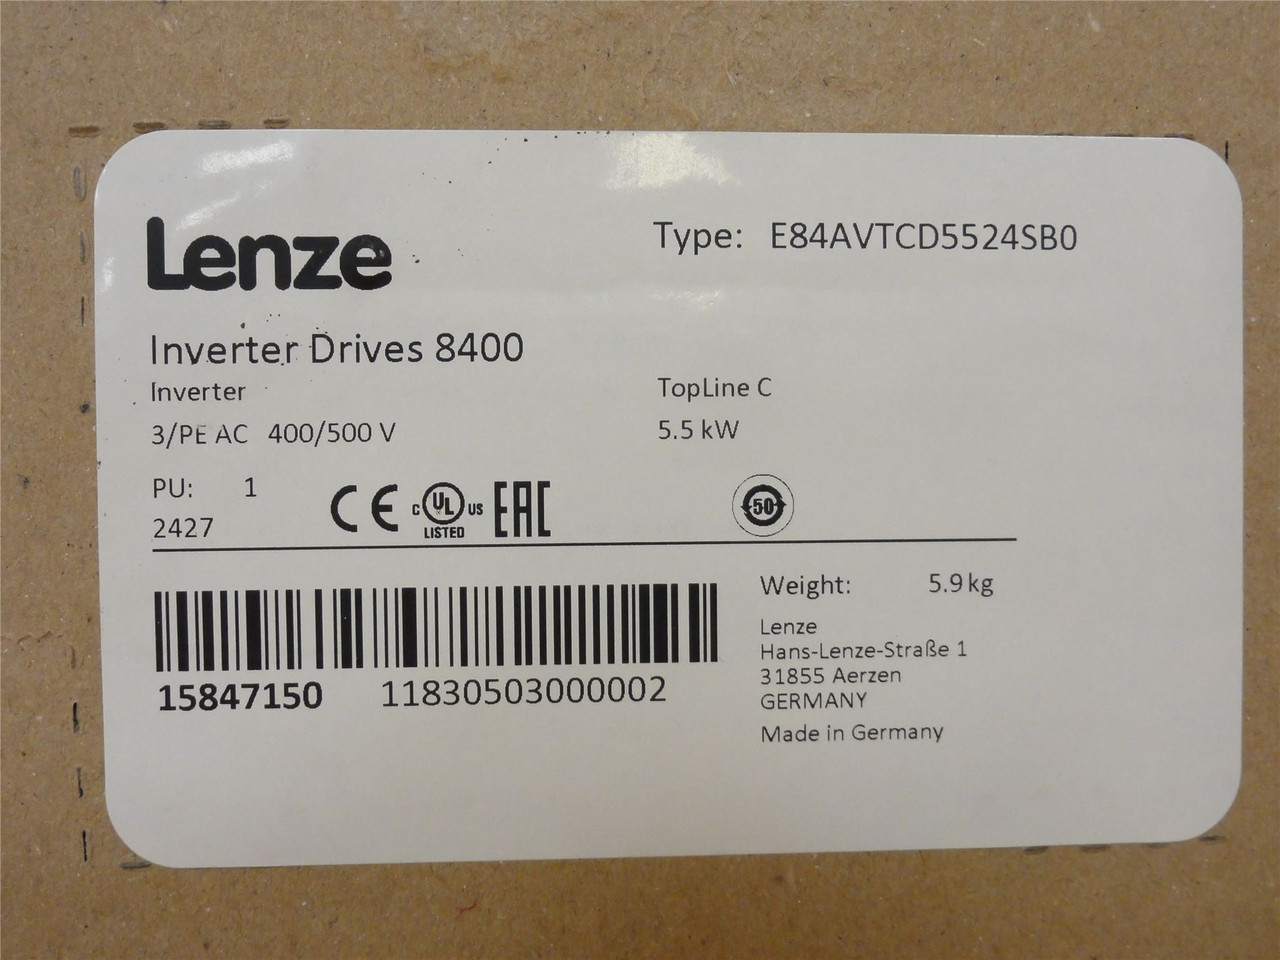 Lenze
Type: E84AVTCD5524SB0
Inverter Drives 8400
Inverter
TopLine C
3/PE AC 400/500 V
5.5 kW
PU: 1
CE C UL US LISTED EAC
50
2427
15847150 11830503000002
Weight: 5.9 kg
Lenze
Hans-Lenze-Straße 1
31855 Aerzen
GERMANY
Made in Germany